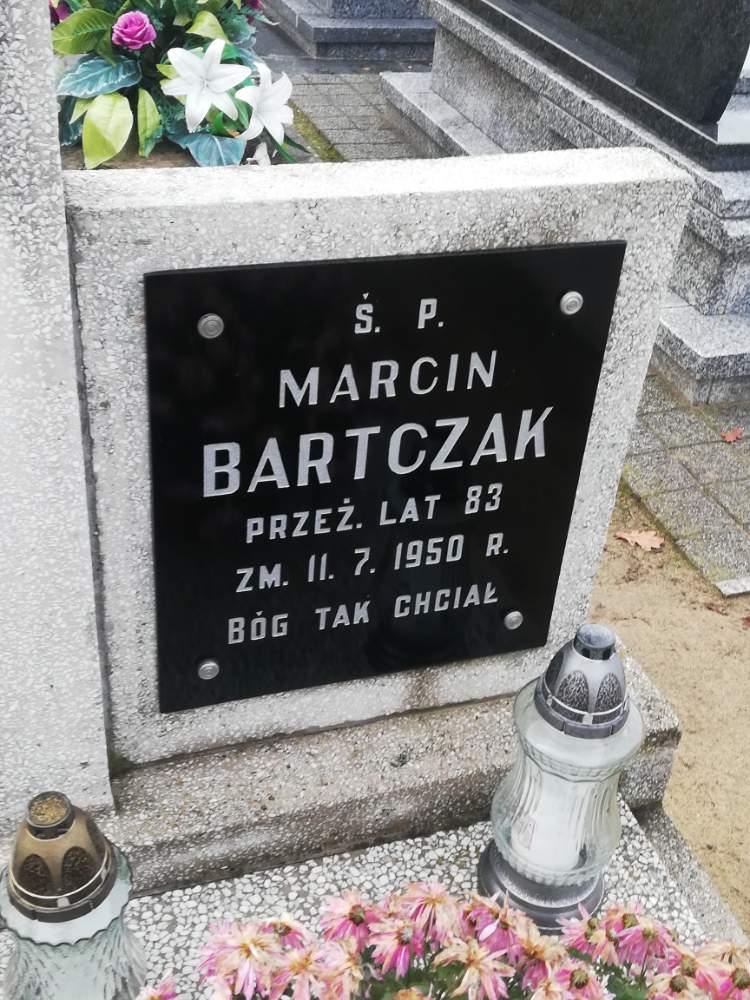 Ś. P.
MARCIN
BARTCZAK
PRZEŻ. LAT 83
ZM. 11. 7. 1950 R.
BÓG TAK CHCIAŁ